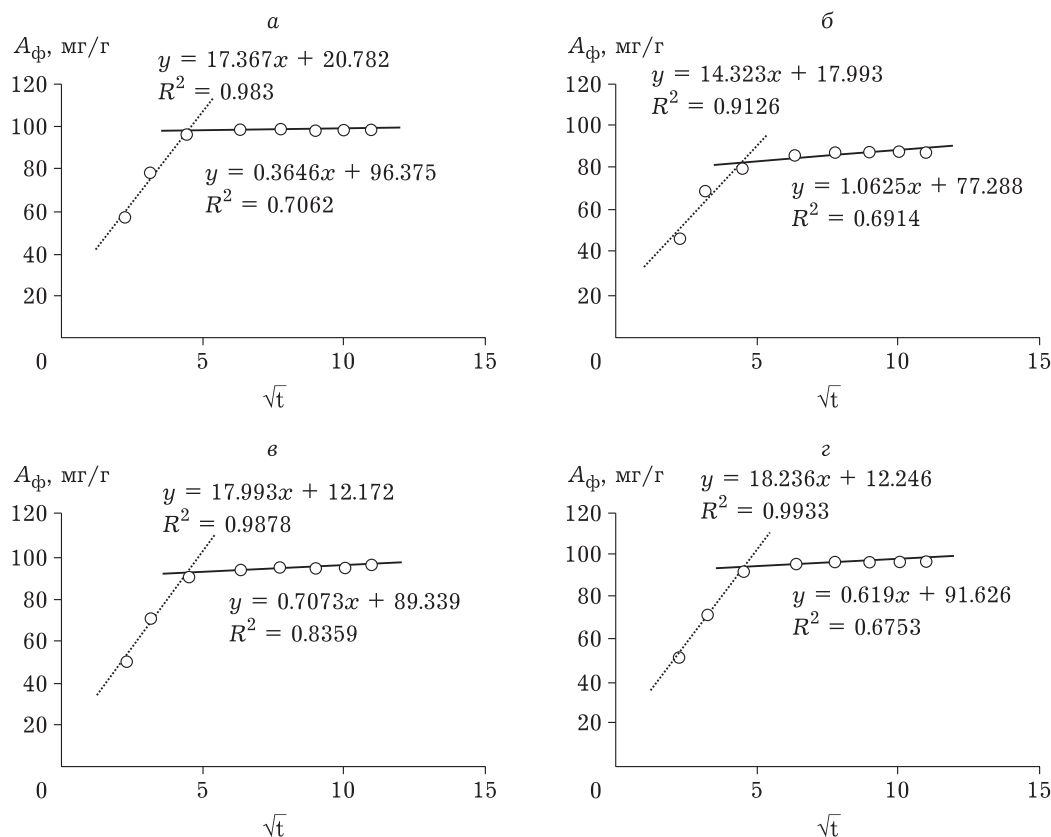 а
A_ф, мг/г
y = 17.367x + 20.782
R² = 0.983
y = 0.3646x + 96.375
R² = 0.7062
120
100
80
60
40
20
0
5
10
15
√t
б
A_ф, мг/г
y = 14.323x + 17.993
R² = 0.9126
y = 1.0625x + 77.288
R² = 0.6914
120
100
80
60
40
20
0
5
10
15
√t
в
A_ф, мг/г
y = 17.993x + 12.172
R² = 0.9878
y = 0.7073x + 89.339
R² = 0.8359
120
100
80
60
40
20
0
5
10
15
√t
г
A_ф, мг/г
y = 18.236x + 12.246
R² = 0.9933
y = 0.619x + 91.626
R² = 0.6753
120
100
80
60
40
20
0
5
10
15
√t